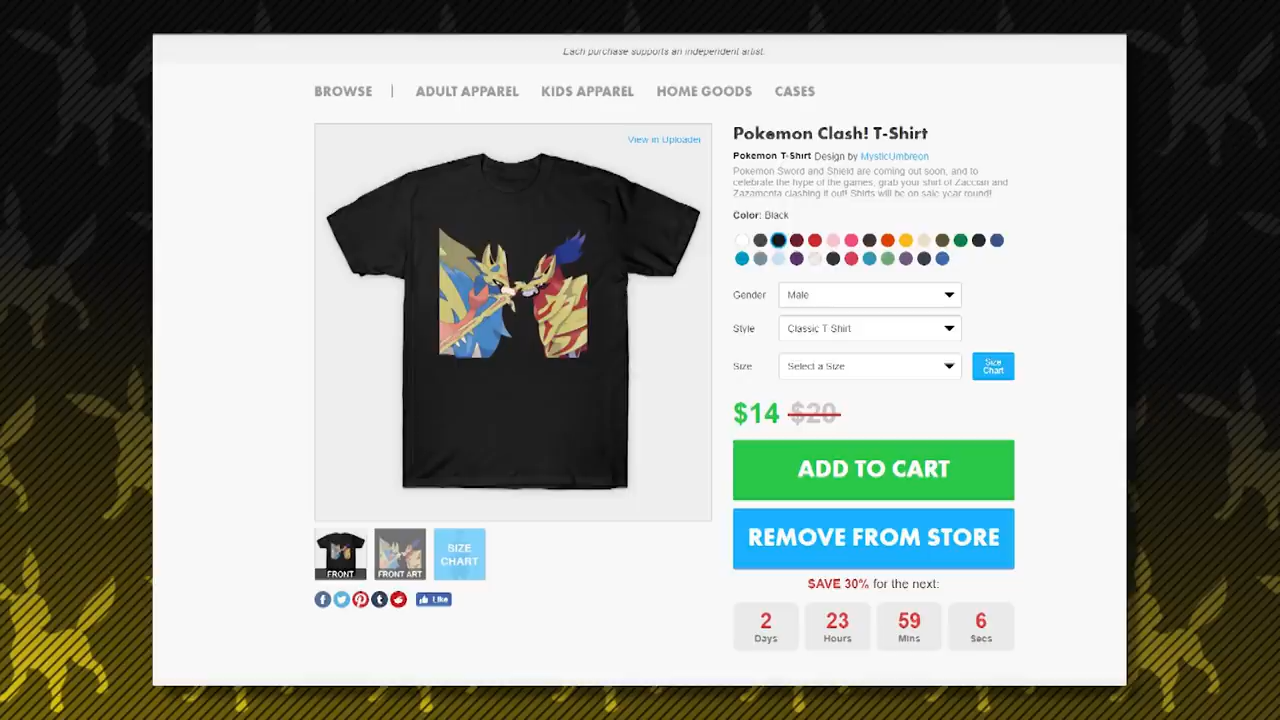 Each purchase supports an independent artist.
BROWSE | ADULT APPAREL KIDS APPAREL HOME GOODS CASES
View in Uploader
Pokemon Clash! T-Shirt
Pokemon T-Shirt Design by MysticUmbreon
Pokemon Sword and Shield are coming out soon, and to
celebrate the hype of the games, grab your shirt of Zaccian and
Zazamenta clashing it out! Shirts will be on sale year round!
Color: Black
Gender Male
Style Classic T-Shirt
Size Select a Size
Size
Chart
$14 $20
ADD TO CART
REMOVE FROM STORE
SAVE 30% for the next:
2 23 59 6
Days Hours Mins Secs
SIZE
CHART
FRONT FRONT ART
Like